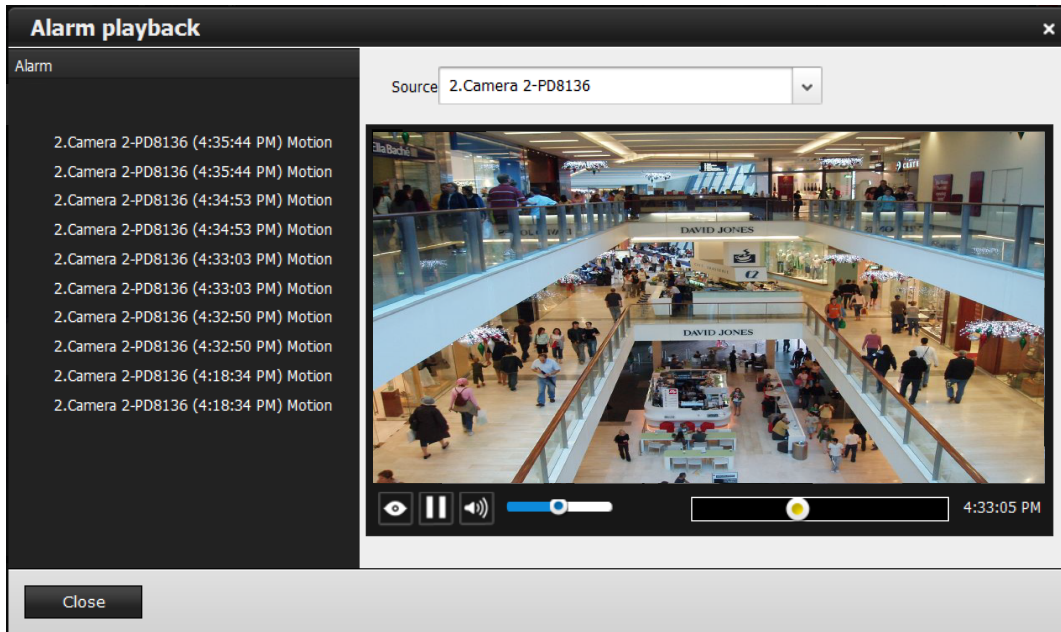 Alarm playback
Alarm
Source 2.Camera 2-PD8136
2.Camera 2-PD8136 (4:35:44 PM) Motion
2.Camera 2-PD8136 (4:35:44 PM) Motion
2.Camera 2-PD8136 (4:34:53 PM) Motion
2.Camera 2-PD8136 (4:34:53 PM) Motion
2.Camera 2-PD8136 (4:33:03 PM) Motion
2.Camera 2-PD8136 (4:33:03 PM) Motion
2.Camera 2-PD8136 (4:32:50 PM) Motion
2.Camera 2-PD8136 (4:32:50 PM) Motion
2.Camera 2-PD8136 (4:18:34 PM) Motion
2.Camera 2-PD8136 (4:18:34 PM) Motion
Ella Baché
DAVID JONES
DAVID JONES
4:33:05 PM
Close